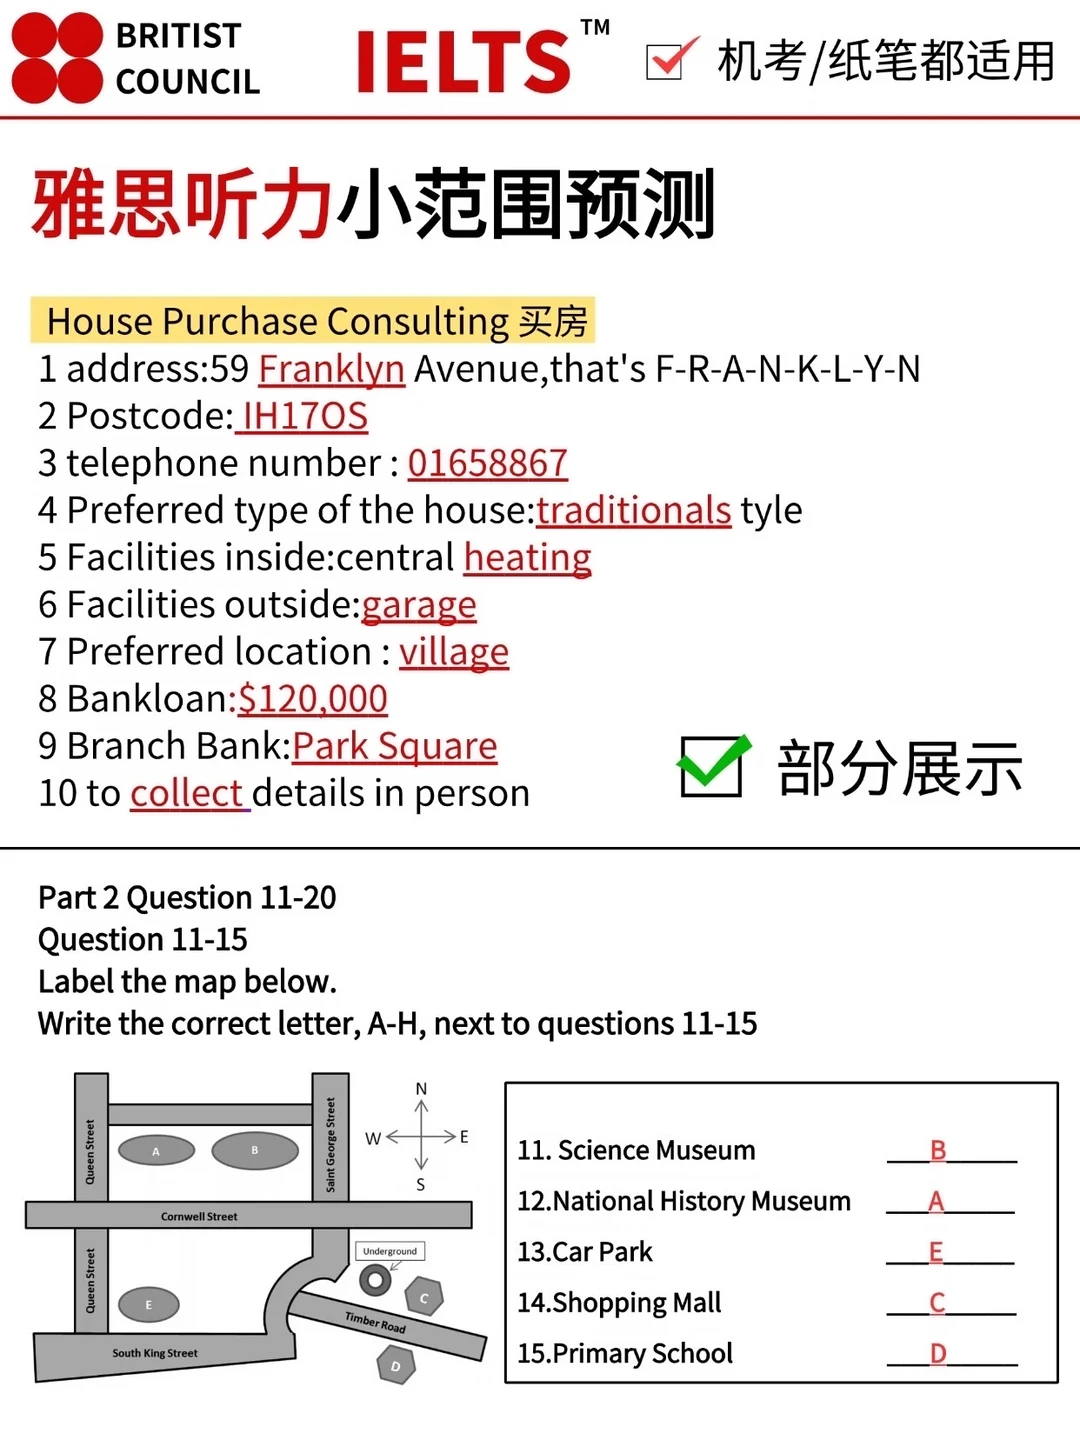 BRITIST
COUNCIL
IELTS™
机考/纸笔都适用
雅思听力小范围预测
House Purchase Consulting 买房
1 address:59 Franklyn Avenue,that's F-R-A-N-K-L-Y-N
2 Postcode: IH17OS
3 telephone number : 01658867
4 Preferred type of the house:traditionals tyle
5 Facilities inside:central heating
6 Facilities outside:garage
7 Preferred location : village
8 Bankloan:$120,000
9 Branch Bank:Park Square
10 to collect details in person
部分展示
Part 2 Question 11-20
Question 11-15
Label the map below.
Write the correct letter, A-H, next to questions 11-15
Queen Street
A
B
Saint George Street
N
W
E
S
Cornwell Street
Queen Street
E
Underground
C
Timber Road
D
South King Street
11. Science Museum B
12.National History Museum A
13.Car Park E
14.Shopping Mall C
15.Primary School D